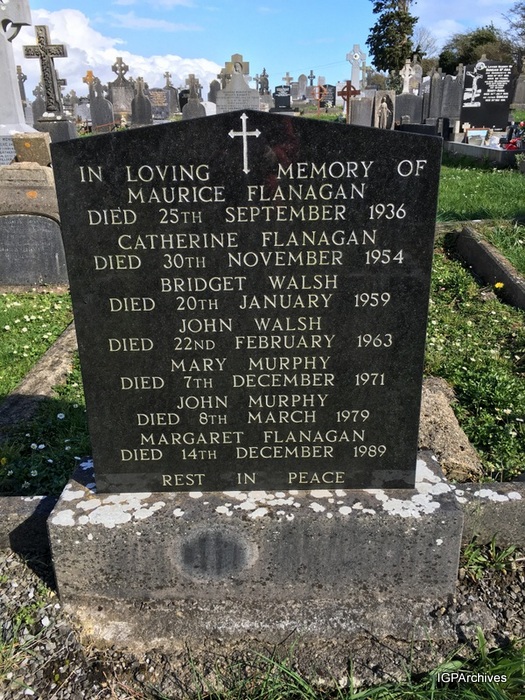 IN LOVING MEMORY OF
MAURICE FLANAGAN
DIED 25TH SEPTEMBER 1936
CATHERINE FLANAGAN
DIED 30TH NOVEMBER 1954
BRIDGET WALSH
DIED 20TH JANUARY 1959
JOHN WALSH
DIED 22ND FEBRUARY 1963
MARY MURPHY
DIED 7TH DECEMBER 1971
JOHN MURPHY
DIED 8TH MARCH 1979
MARGARET FLANAGAN
DIED 14TH DECEMBER 1989
REST IN PEACE
IGPArchives